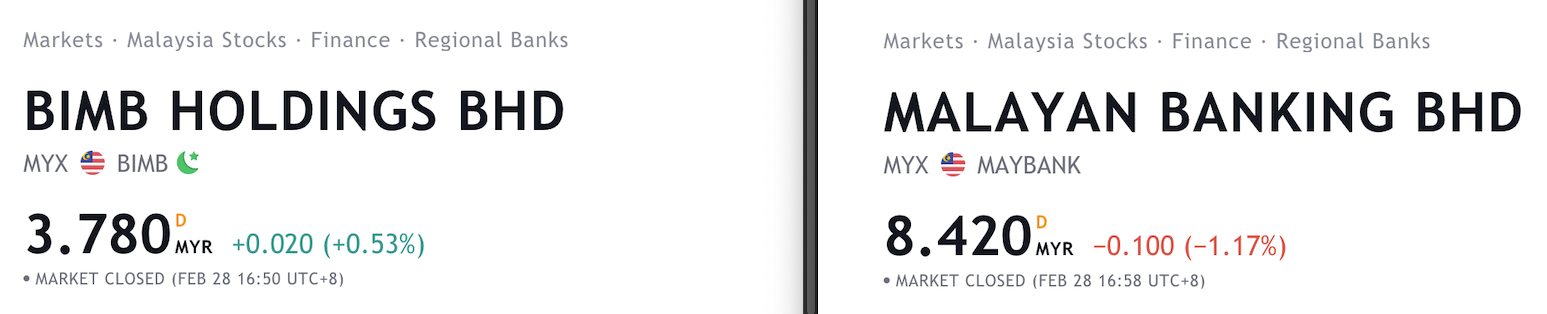 Markets · Malaysia Stocks · Finance · Regional Banks
BIMB HOLDINGS BHD
MYX BIMB
3.780 D MYR +0.020 (+0.53%)
• MARKET CLOSED (FEB 28 16:50 UTC+8)
Markets · Malaysia Stocks · Finance · Regional Banks
MALAYAN BANKING BHD
MYX MAYBANK
8.420 D MYR −0.100 (−1.17%)
• MARKET CLOSED (FEB 28 16:58 UTC+8)